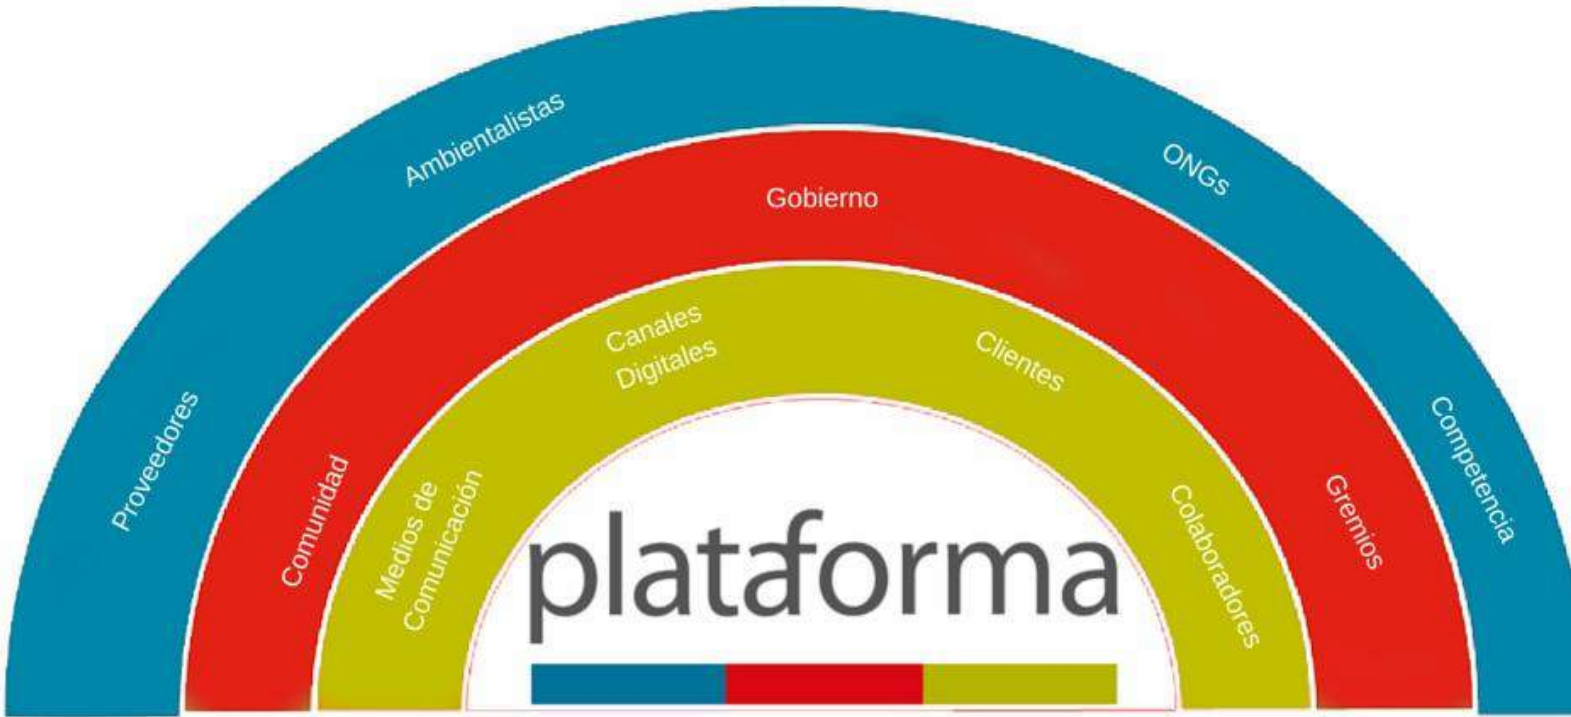 Ambientalistas
ONGs
Proveedores
Competencia
Gobierno
Comunidad
Gremios
Canales
Digitales
Clientes
Medios de
Comunicación
Colaboradores
plataforma